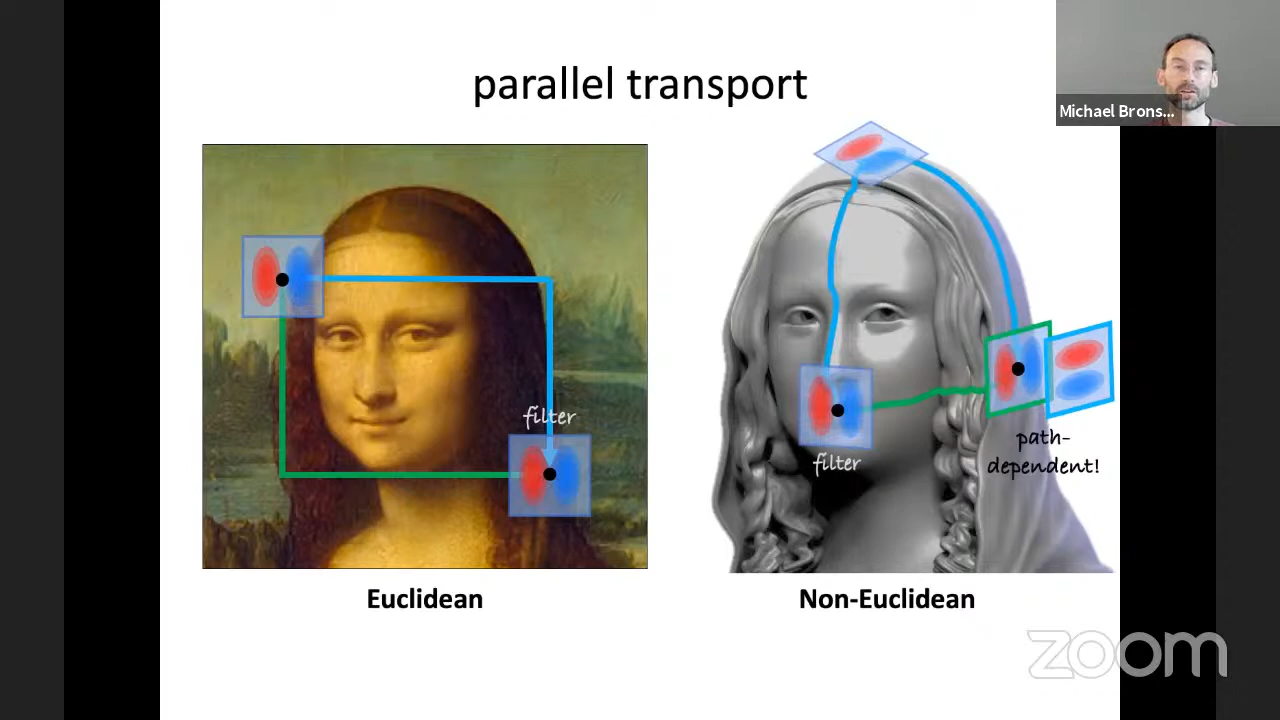 parallel transport
Michael Brons...
filter
filter
path-
dependent!
Euclidean
Non-Euclidean
zoom